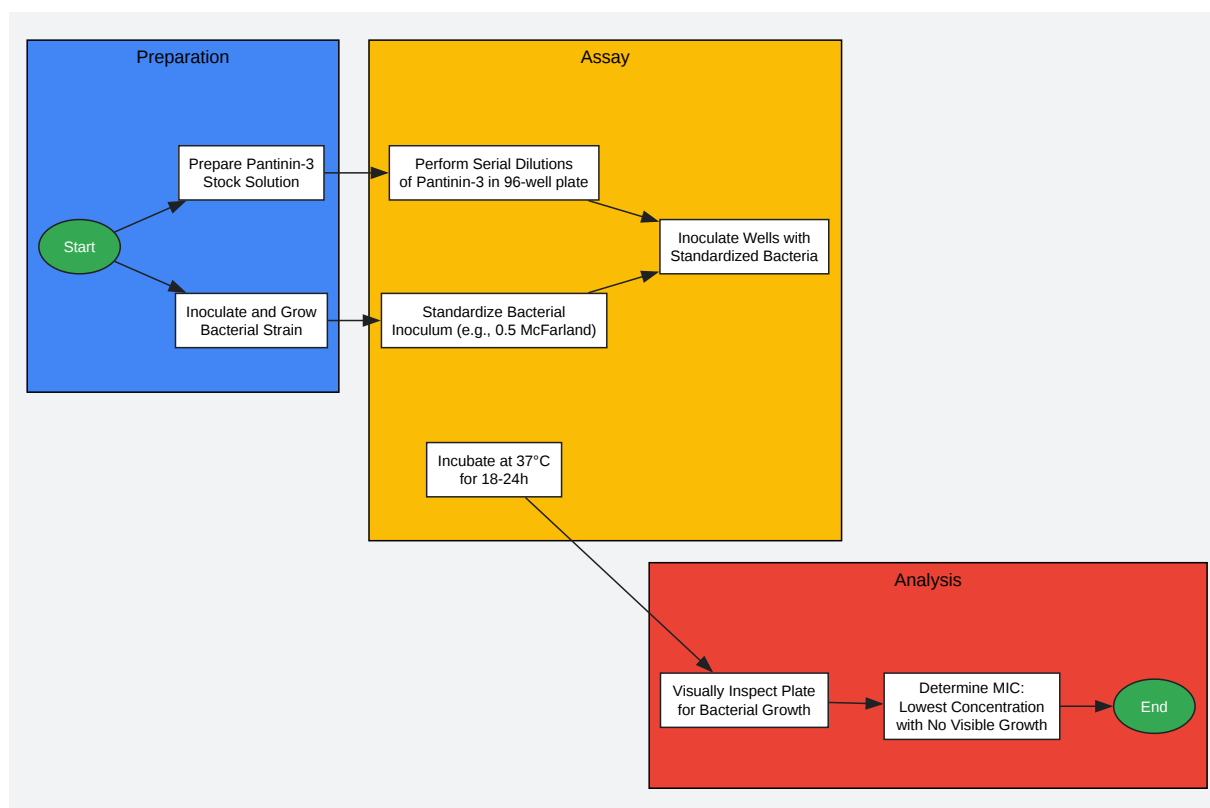 Preparation
Prepare Pantinin-3
Stock Solution
Start
Inoculate and Grow
Bacterial Strain
Assay
Perform Serial Dilutions
of Pantinin-3 in 96-well plate
Inoculate Wells with
Standardized Bacteria
Standardize Bacterial
Inoculum (e.g., 0.5 McFarland)
Incubate at 37°C
for 18-24h
Analysis
Visually Inspect Plate
for Bacterial Growth
Determine MIC:
Lowest Concentration
with No Visible Growth
End